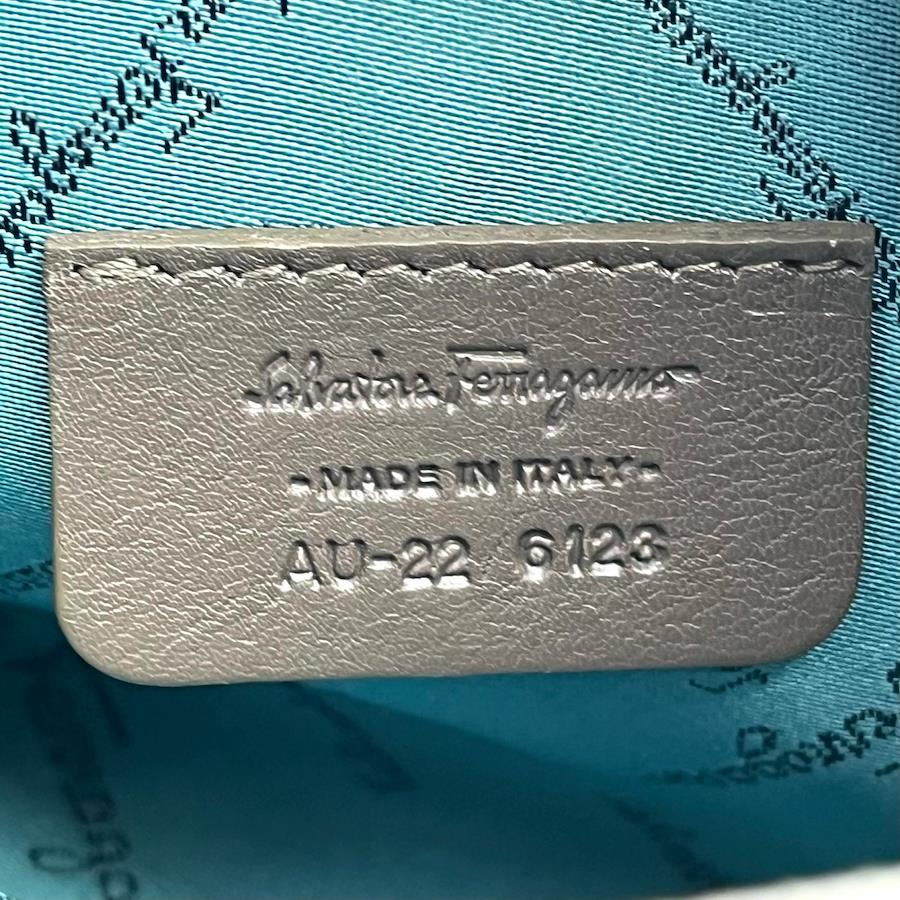 Salvatore Ferragamo
-MADE IN ITALY-
AU-22 6123